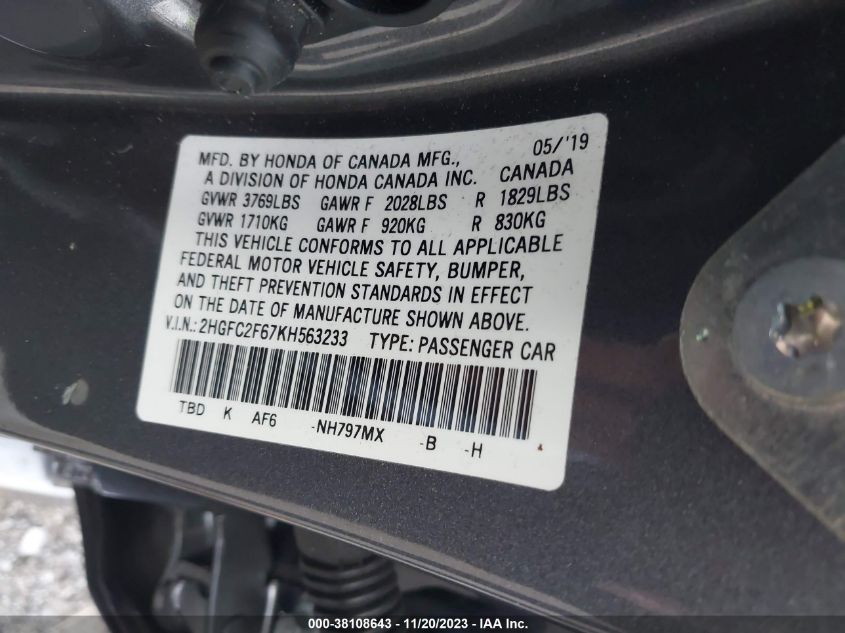 05/'19
MFD. BY HONDA OF CANADA MFG.,
A DIVISION OF HONDA CANADA INC. CANADA
GVWR 3769LBS GAWR F 2028LBS R 1829LBS
GVWR 1710KG GAWR F 920KG R 830KG
THIS VEHICLE CONFORMS TO ALL APPLICABLE
FEDERAL MOTOR VEHICLE SAFETY, BUMPER,
AND THEFT PREVENTION STANDARDS IN EFFECT
ON THE DATE OF MANUFACTURE SHOWN ABOVE.
V.I.N.: 2HGFC2F67KH563233 TYPE: PASSENGER CAR
TBD K AF6 -NH797MX -B -H
000-38108643 - 11/20/2023 - IAA Inc.